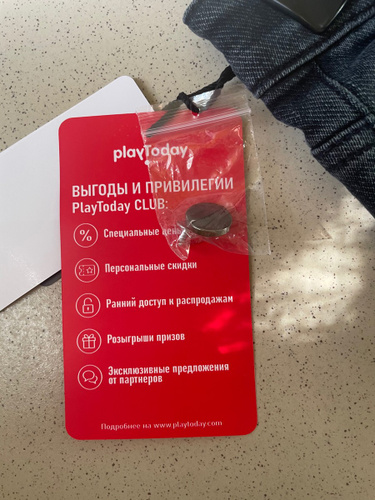 playToday
ВЫГОДЫ И ПРИВИЛЕГИИ
PlayToday CLUB:
Специальные цены
Персональные скидки
Ранний доступ к распродажам
Розыгрыши призов
Эксклюзивные предложения
от партнеров
Подробнее на www.playtoday.com